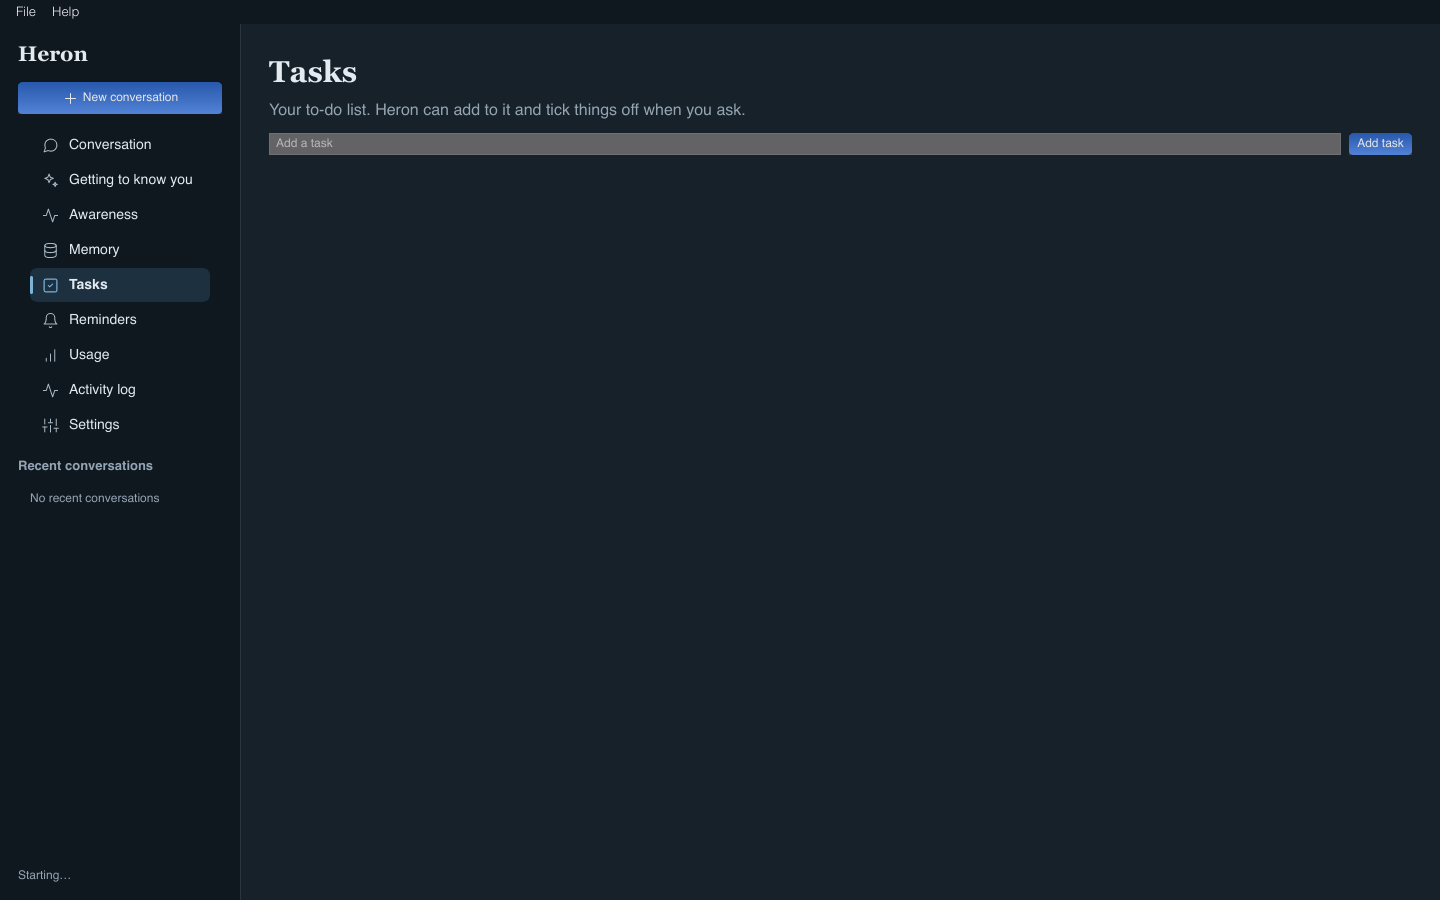 File Help
Heron
New conversation
Conversation
Getting to know you
Awareness
Memory
Tasks
Reminders
Usage
Activity log
Settings
Recent conversations
No recent conversations
Starting…
Tasks
Your to-do list. Heron can add to it and tick things off when you ask.
Add a task
Add task